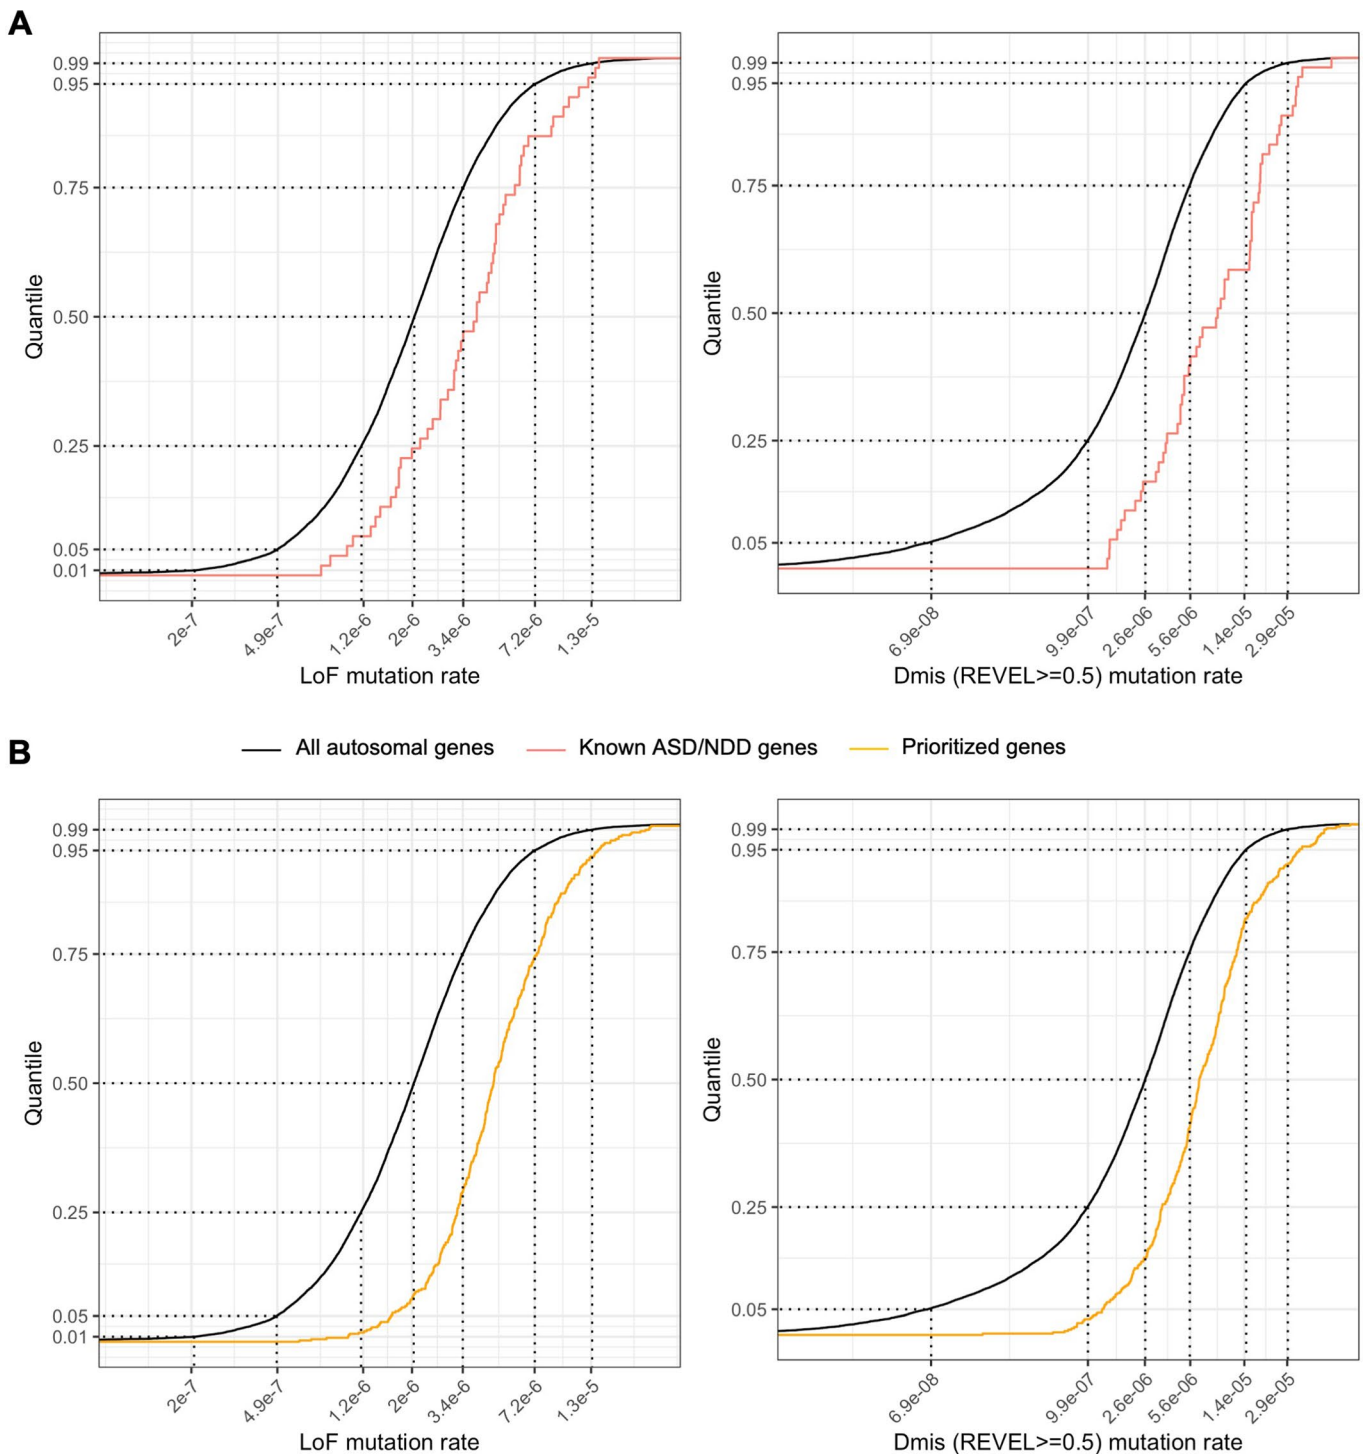 A
Quantile
0.99
0.95
0.75
0.50
0.25
0.05
0.01
2e-7
4.9e-7
1.2e-6
2e-6
3.4e-6
7.2e-6
1.3e-5
LoF mutation rate
Quantile
0.99
0.95
0.75
0.50
0.25
0.05
6.9e-08
9.9e-07
2.6e-06
5.6e-06
1.4e-05
2.9e-05
Dmis (REVEL>=0.5) mutation rate
B
All autosomal genes
Known ASD/NDD genes
Prioritized genes
Quantile
0.99
0.95
0.75
0.50
0.25
0.05
0.01
2e-7
4.9e-7
1.2e-6
2e-6
3.4e-6
7.2e-6
1.3e-5
LoF mutation rate
Quantile
0.99
0.95
0.75
0.50
0.25
0.05
6.9e-08
9.9e-07
2.6e-06
5.6e-06
1.4e-05
2.9e-05
Dmis (REVEL>=0.5) mutation rate